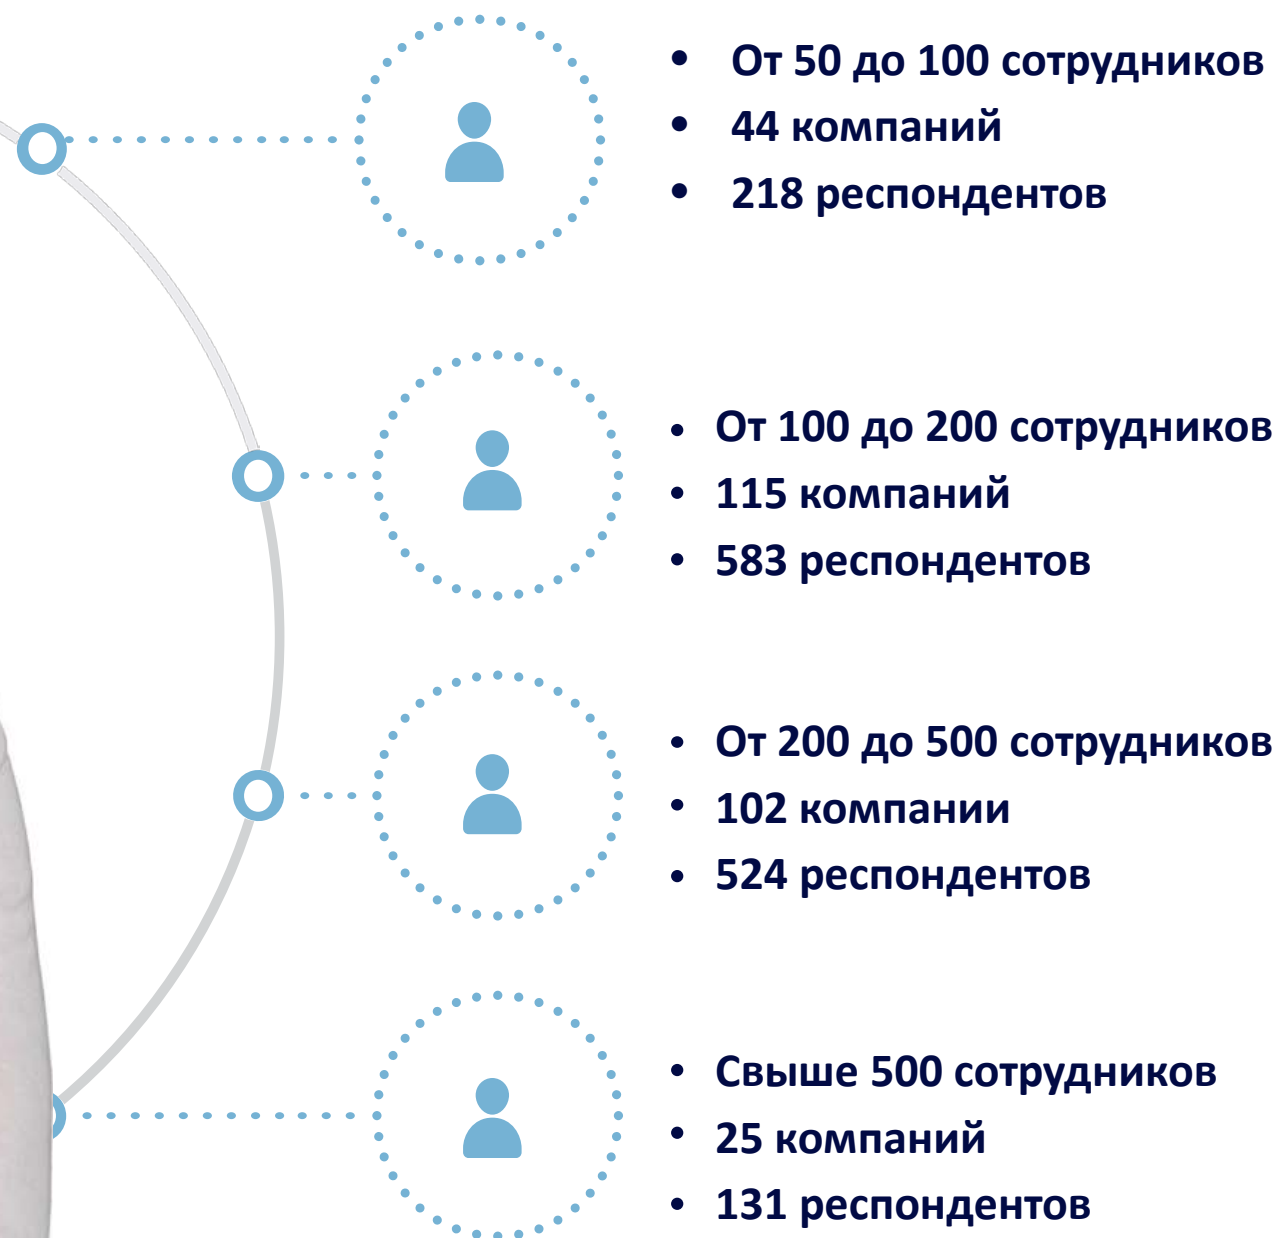 • От 50 до 100 сотрудников
• 44 компаний
• 218 респондентов
• От 100 до 200 сотрудников
• 115 компаний
• 583 респондентов
• От 200 до 500 сотрудников
• 102 компании
• 524 респондентов
• Свыше 500 сотрудников
• 25 компаний
• 131 респондентов